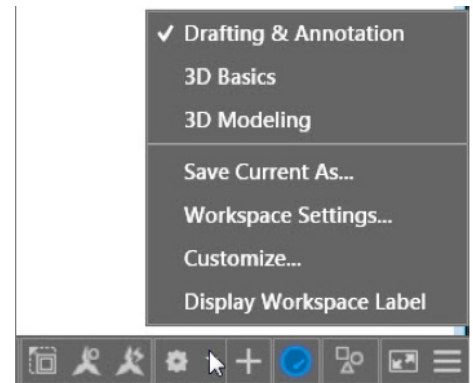 Drafting & Annotation
3D Basics
3D Modeling
Save Current As...
Workspace Settings...
Customize...
Display Workspace Label